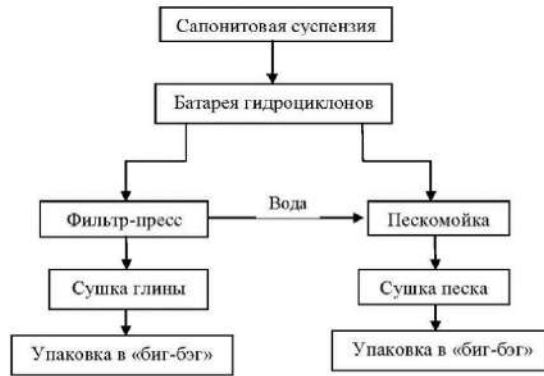 Сапонитовая суспензия
Батарея гидроциклонов
Вода
Фильтр-пресс
Пескомойка
Сушка глины
Сушка песка
Упаковка в «биг-бэг»
Упаковка в «биг-бэг»